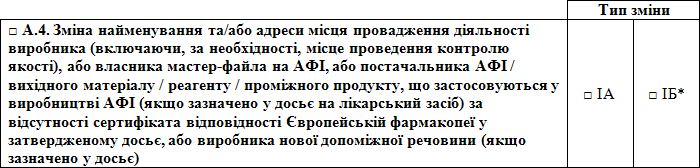 Тип зміни
□ А.4. Зміна найменування та/або адреси місця провадження діяльності
виробника (включаючи, за необхідності, місце проведення контролю
якості), або власника мастер-файла на АФІ, або постачальника АФІ /
вихідного матеріалу / реагенту / проміжного продукту, що застосовуються у
виробництві АФІ (якщо зазначено у досьє на лікарський засіб) за
відсутності сертифіката відповідності Європейській фармакопеї у
затвердженому досьє, або виробника нової допоміжної речовини (якщо
зазначено у досьє)
□ ІА
□ ІБ*